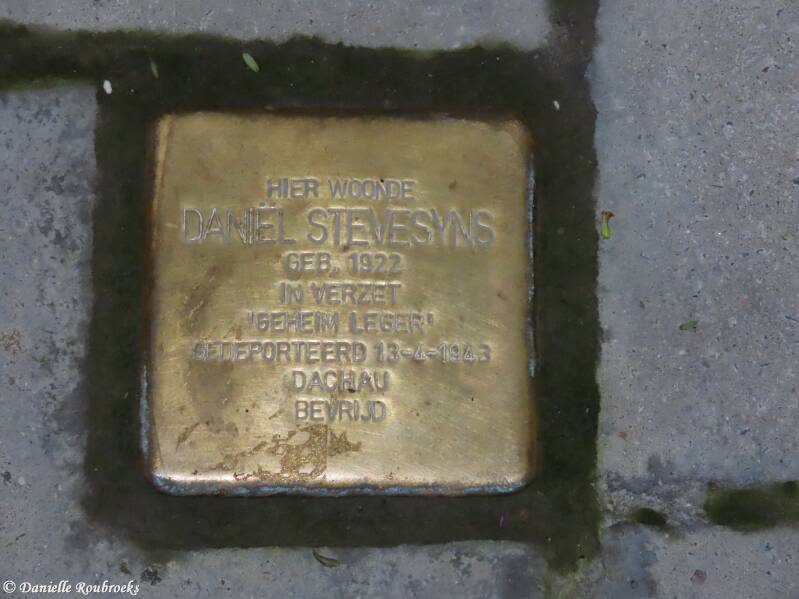 HIER WOONDE
DANIËL STEVESYNS
GEB. 1922
IN VERZET
'GEHEIM LEGER'
GEDEPORTEERD 13-4-1943
DACHAU
BEVRIJD
© Danielle Roubroeks